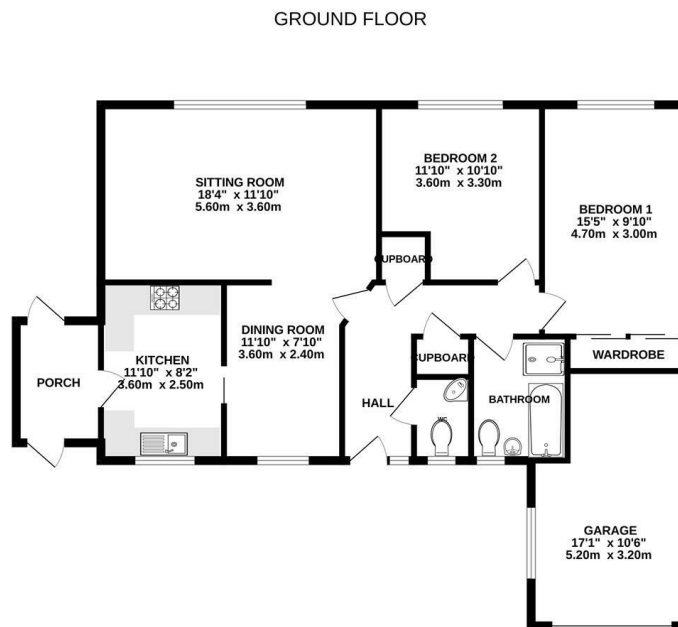 GROUND FLOOR
SITTING ROOM
18'4" x 11'10"
5.60m x 3.60m
BEDROOM 2
11'10" x 10'10"
3.60m x 3.30m
BEDROOM 1
15'5" x 9'10"
4.70m x 3.00m
CUPBOARD
DINING ROOM
11'10" x 7'10"
3.60m x 2.40m
KITCHEN
11'10" x 8'2"
3.60m x 2.50m
PORCH
CUPBOARD
WARDROBE
HALL
WC
BATHROOM
GARAGE
17'1" x 10'6"
5.20m x 3.20m